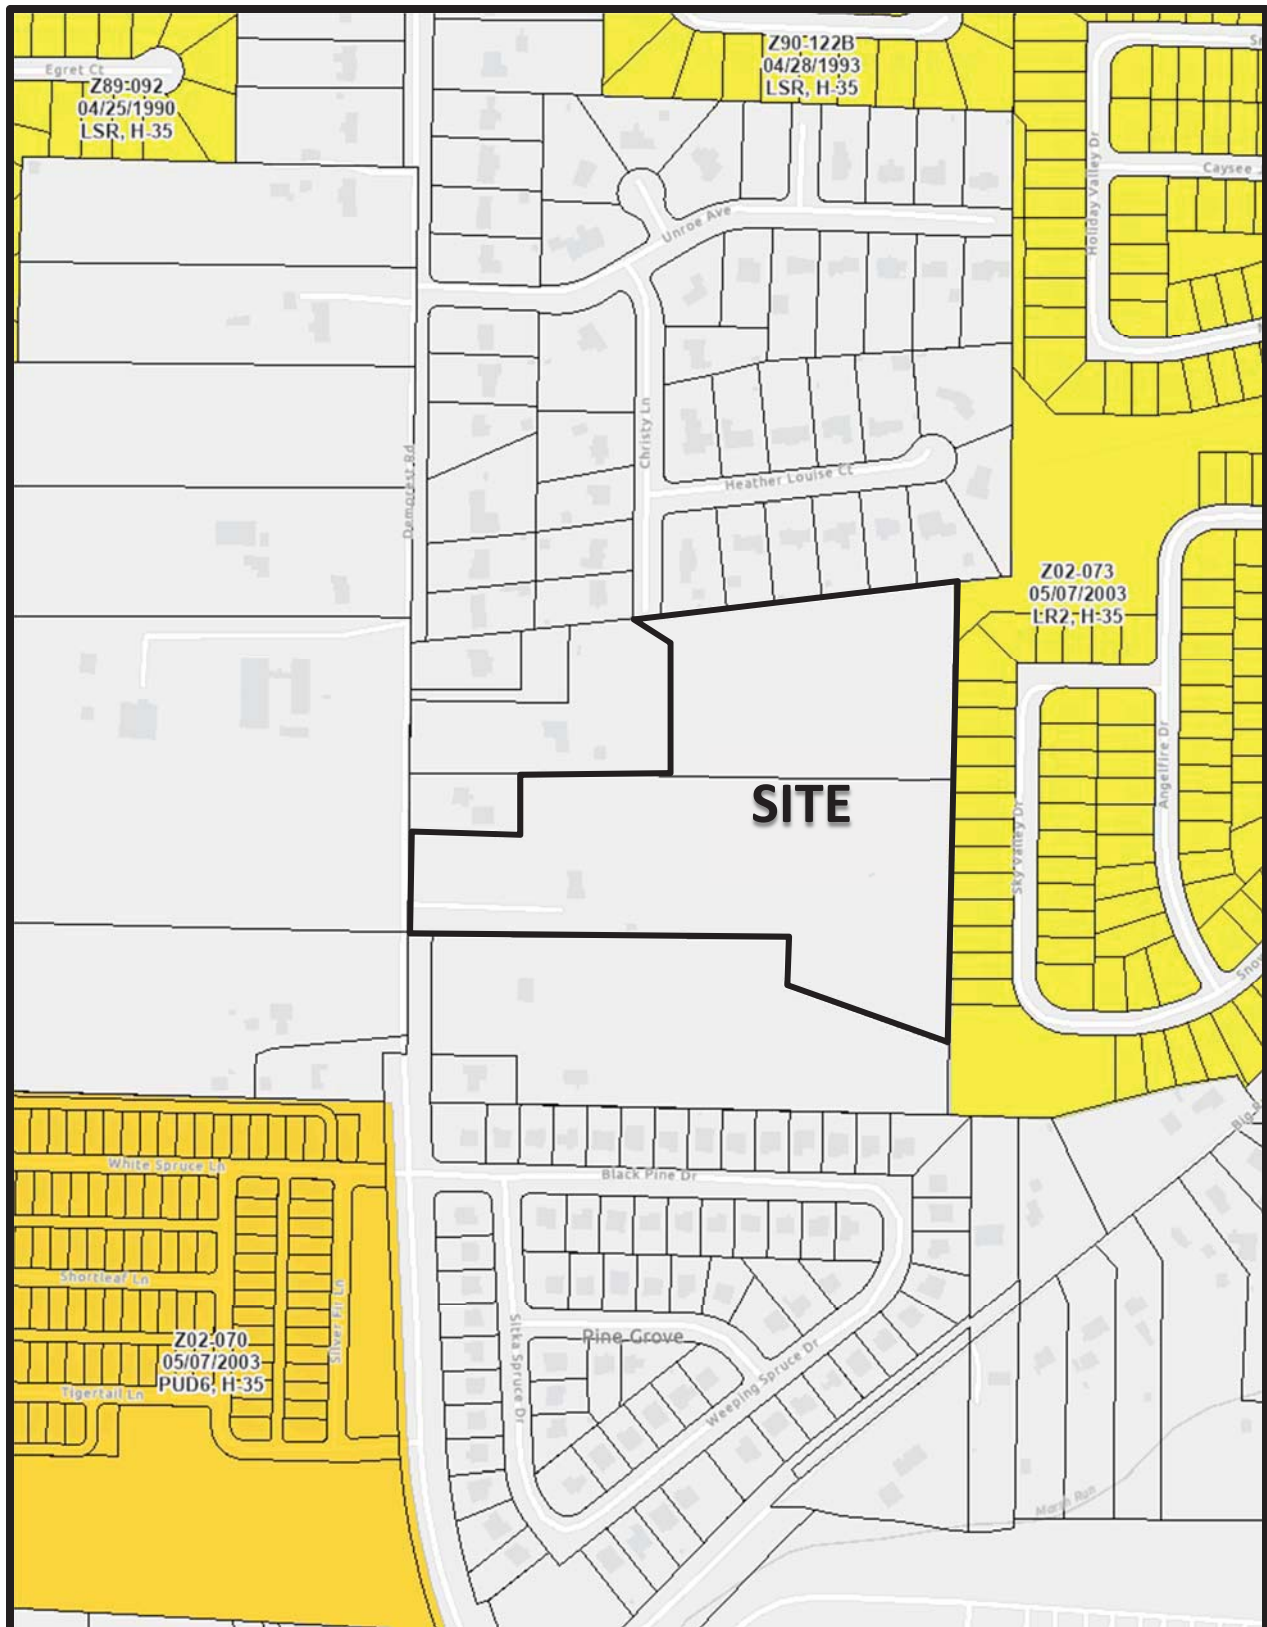 Z90-122B
04/28/1993
LSR, H-35
Egret Ct
Z89-092
04/25/1990
LSR, H-35
Holiday Valley Dr
Caysee
Unroe Ave
Christy Ln
Demorest Rd
Heather Louise Ct
Z02-073
05/07/2003
LR2, H-35
SITE
Angelfire Dr
Sky Valley Dr
White Spruce Ln
Black Pine Dr
Shortleaf Ln
Silver Fir Ln
Sitka Spruce Dr
Pine Grove
Z02-070
05/07/2003
PUD6, H-35
Tigertail Ln
Weeping Spruce Dr
Marsh Run